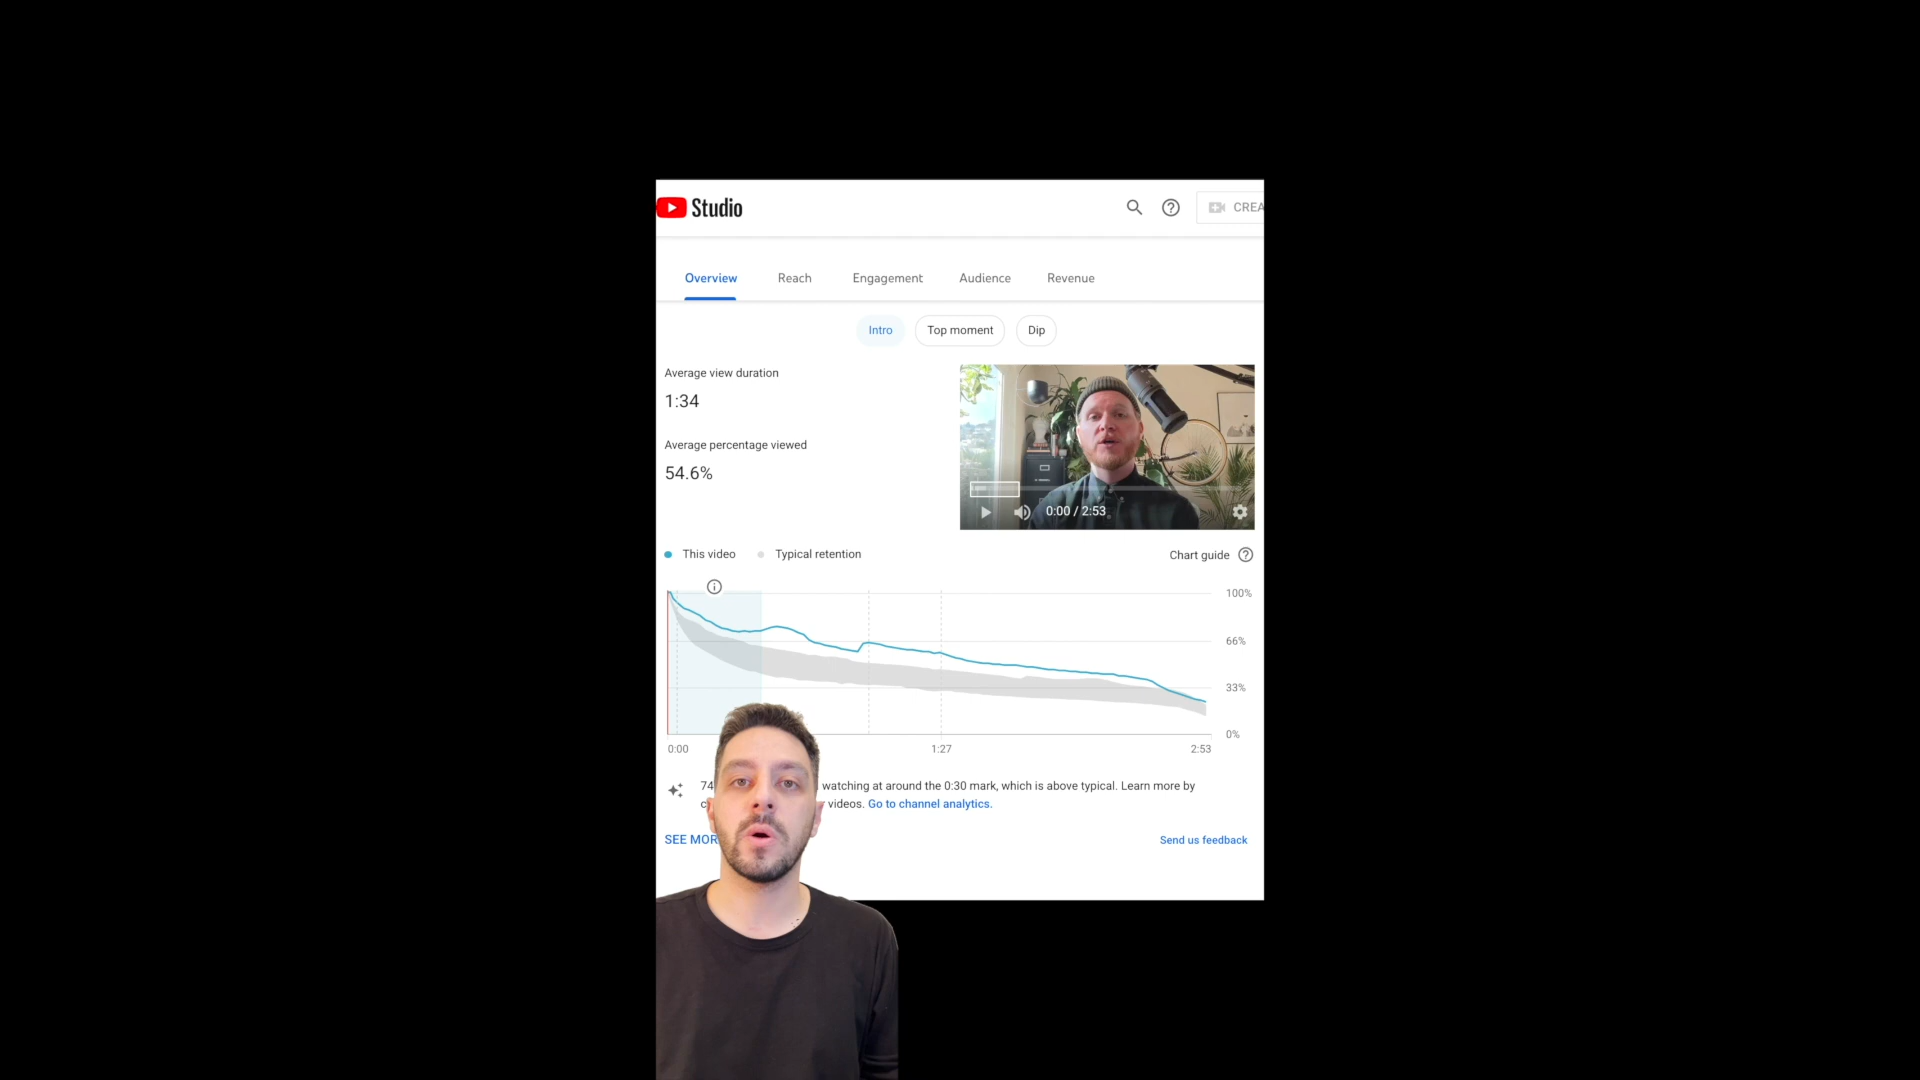 Studio
CREA
Overview Reach Engagement Audience Revenue
Intro Top moment Dip
Average view duration
1:34
Average percentage viewed
54.6%
0:00 / 2:53
This video Typical retention Chart guide
100%
66%
33%
0%
0:00 1:27 2:53
74 watching at around the 0:30 mark, which is above typical. Learn more by
videos. Go to channel analytics.
SEE MOR Send us feedback